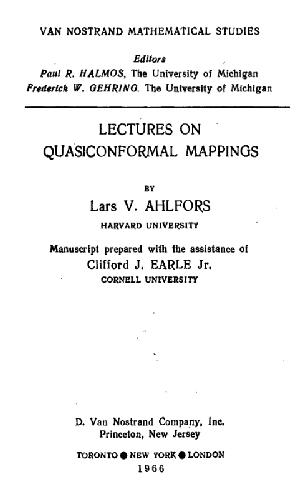 VAN NOSTRAND MATHEMATICAL STUDIES
Editors
Paul R. HALMOS, The University of Michigan
Frederick W. GEHRING, The University of Michigan
LECTURES ON
QUASICONFORMAL MAPPINGS
BY
Lars V. AHLFORS
HARVARD UNIVERSITY
Manuscript prepared with the assistance of
Clifford J. EARLE Jr.
CORNELL UNIVERSITY
D. Van Nostrand Company, Inc.
Princeton, New Jersey
TORONTO ● NEW YORK ● LONDON
1966